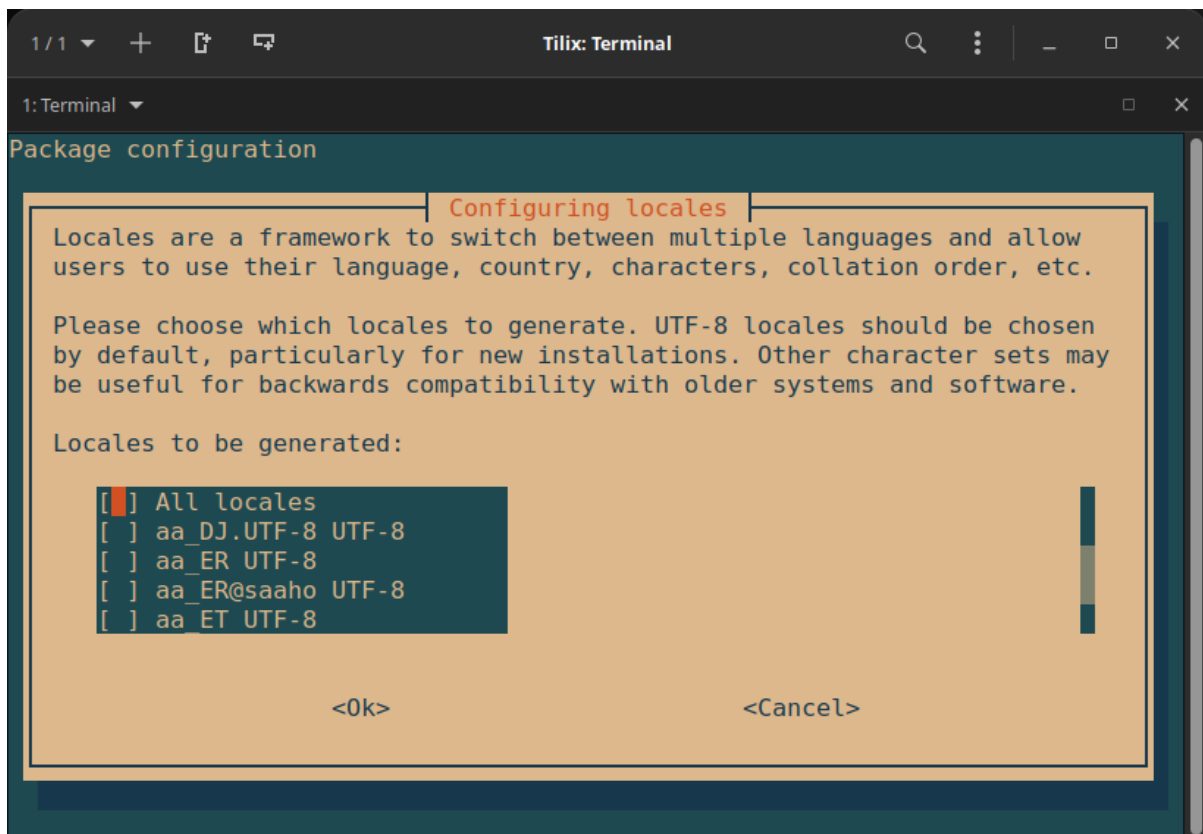 1 / 1
Tilix: Terminal
1: Terminal
Package configuration
Configuring locales
Locales are a framework to switch between multiple languages and allow
users to use their language, country, characters, collation order, etc.
Please choose which locales to generate. UTF-8 locales should be chosen
by default, particularly for new installations. Other character sets may
be useful for backwards compatibility with older systems and software.
Locales to be generated:
[ ] All locales
[ ] aa_DJ.UTF-8 UTF-8
[ ] aa_ER UTF-8
[ ] aa_ER@saaho UTF-8
[ ] aa_ET UTF-8
<Ok> <Cancel>